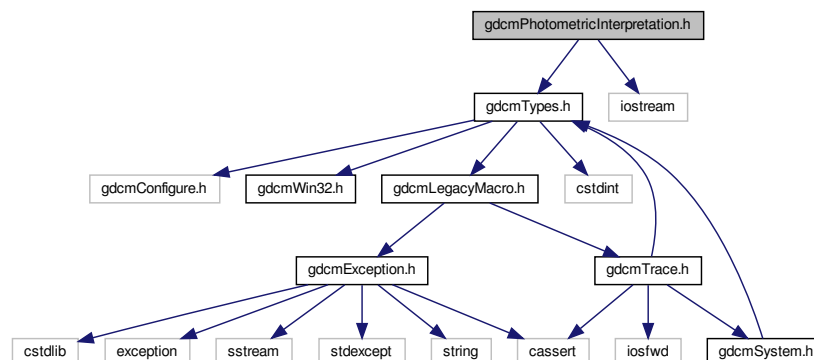 gdcmPhotometricInterpretation.h
gdcmTypes.h
iostream
gdcmConfigure.h
gdcmWin32.h
gdcmLegacyMacro.h
cstdint
gdcmException.h
gdcmTrace.h
cstdlib
exception
sstream
stdexcept
string
cassert
iosfwd
gdcmSystem.h